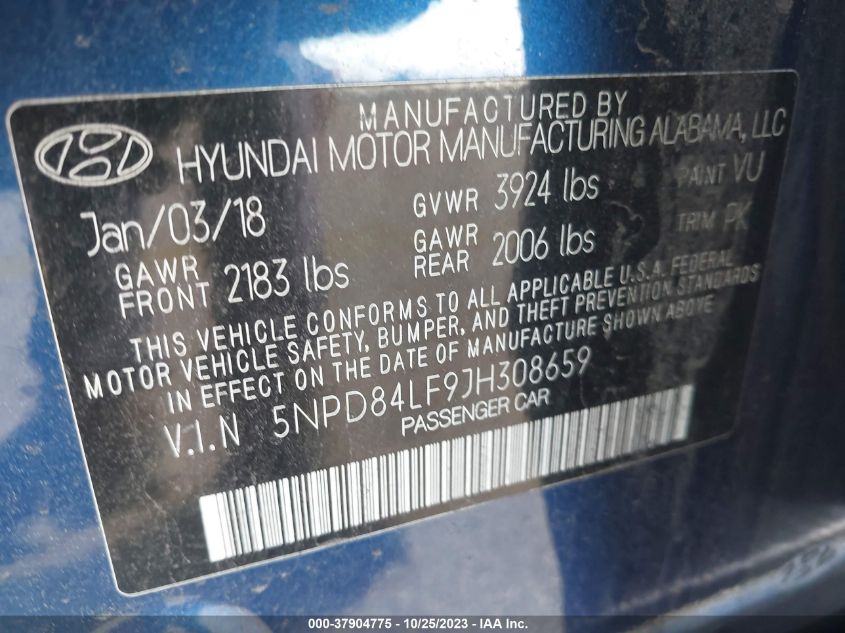 MANUFACTURED BY
HYUNDAI MOTOR MANUFACTURING ALABAMA, LLC
Jan/03/18
GVWR 3924 lbs
PAINT VU
GAWR FRONT 2183 lbs
GAWR REAR 2006 lbs
TRIM PK
THIS VEHICLE CONFORMS TO ALL APPLICABLE U.S.A. FEDERAL
MOTOR VEHICLE SAFETY, BUMPER, AND THEFT PREVENTION STANDARDS
IN EFFECT ON THE DATE OF MANUFACTURE SHOWN ABOVE
V.I.N 5NPD84LF9JH308659
PASSENGER CAR
000-37904775 - 10/25/2023 - IAA Inc.